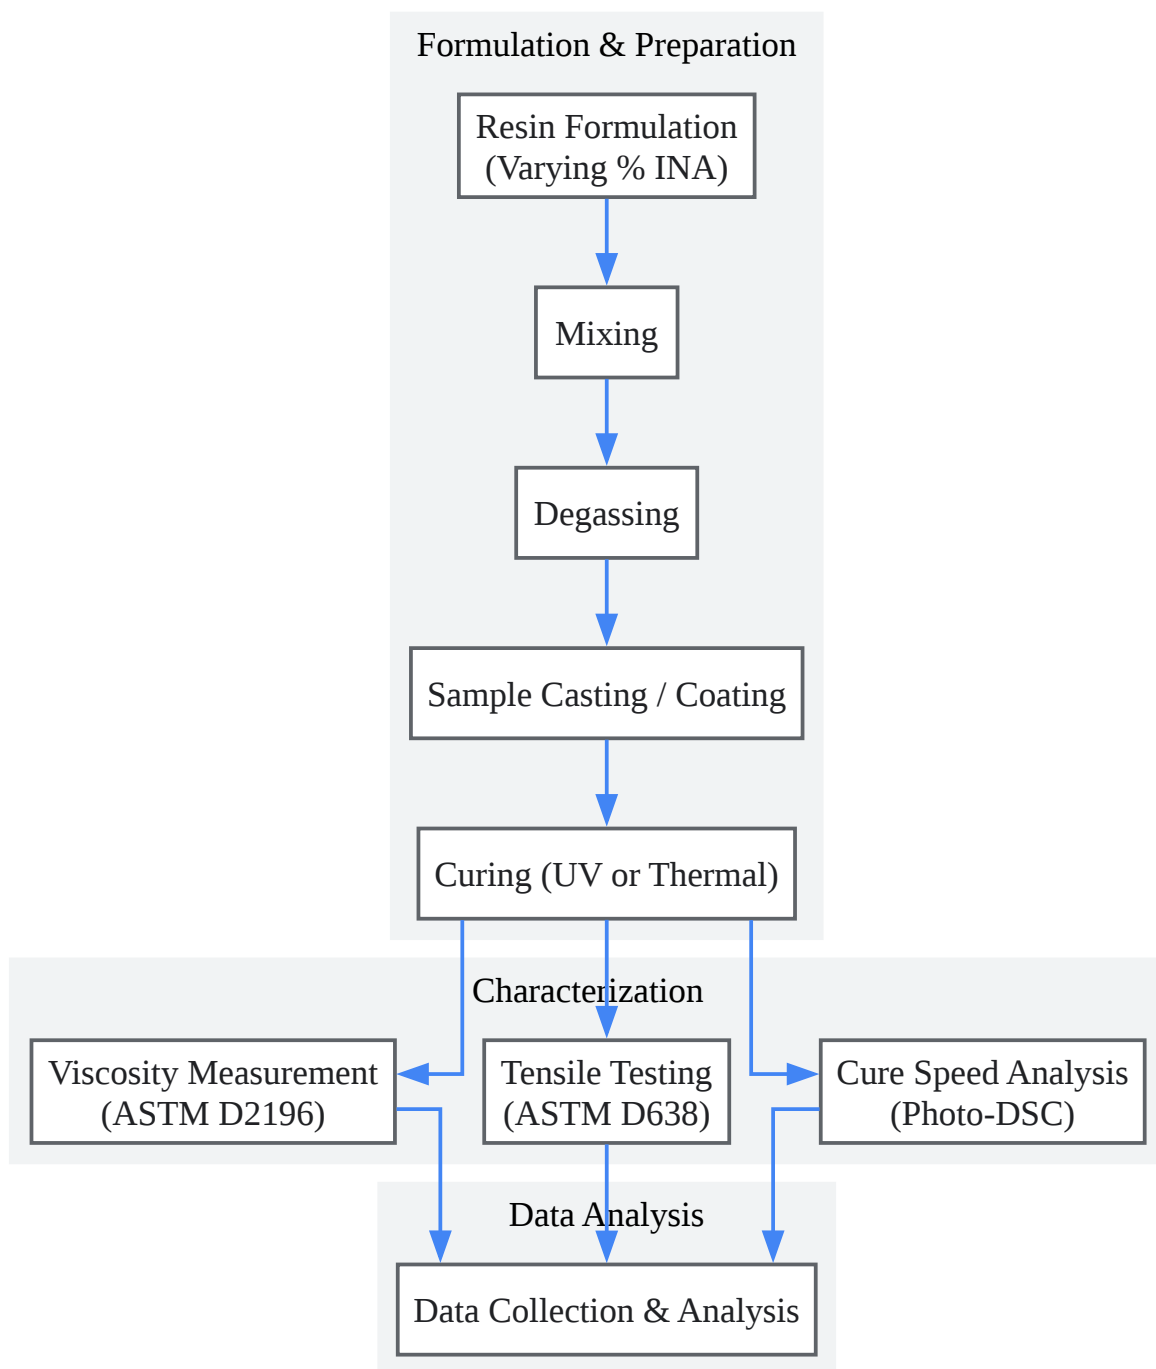 Formulation & Preparation
Resin Formulation
(Varying % INA)
Mixing
Degassing
Sample Casting / Coating
Curing (UV or Thermal)
Characterization
Viscosity Measurement
(ASTM D2196)
Tensile Testing
(ASTM D638)
Cure Speed Analysis
(Photo-DSC)
Data Analysis
Data Collection & Analysis